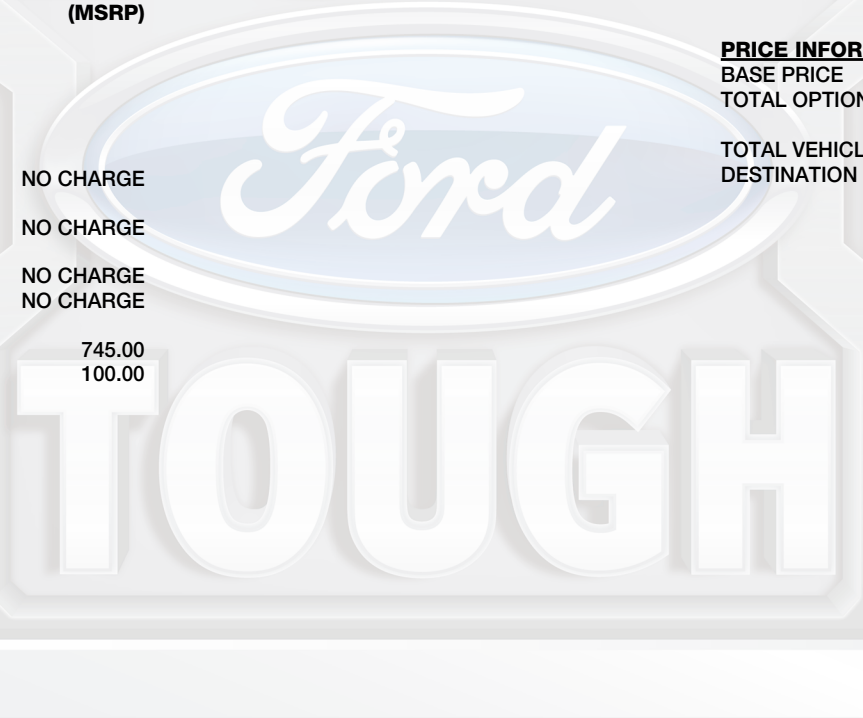 (MSRP)
NO CHARGE
NO CHARGE
NO CHARGE
NO CHARGE
745.00
100.00
PRICE INFOR
BASE PRICE
TOTAL OPTION
TOTAL VEHICL
DESTINATION
Ford
TOUGH